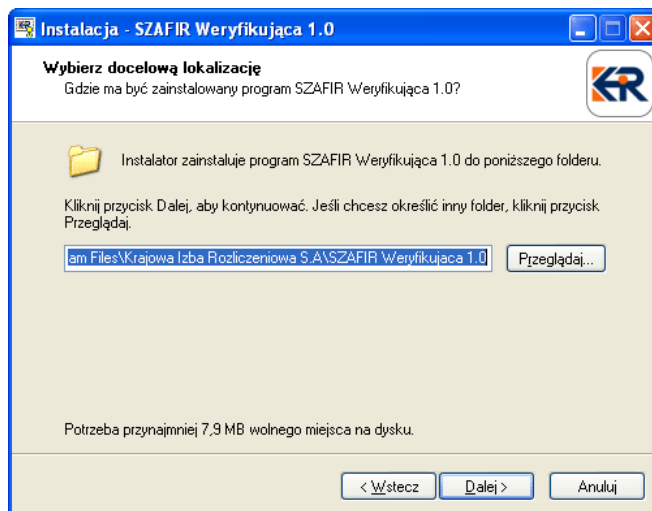 Instalacja - SZAFIR Weryfikująca 1.0
Wybierz docelową lokalizację
Gdzie ma być zainstalowany program SZAFIR Weryfikująca 1.0?
KIR
Instalator zainstaluje program SZAFIR Weryfikująca 1.0 do poniższego folderu.
Kliknij przycisk Dalej, aby kontynuować. Jeśli chcesz określić inny folder, kliknij przycisk
Przeglądaj.
am Files\Krajowa Izba Rozliczeniowa S.A\SZAFIR Weryfikujaca 1.0
Przeglądaj...
Potrzeba przynajmniej 7,9 MB wolnego miejsca na dysku.
< Wstecz Dalej > Anuluj